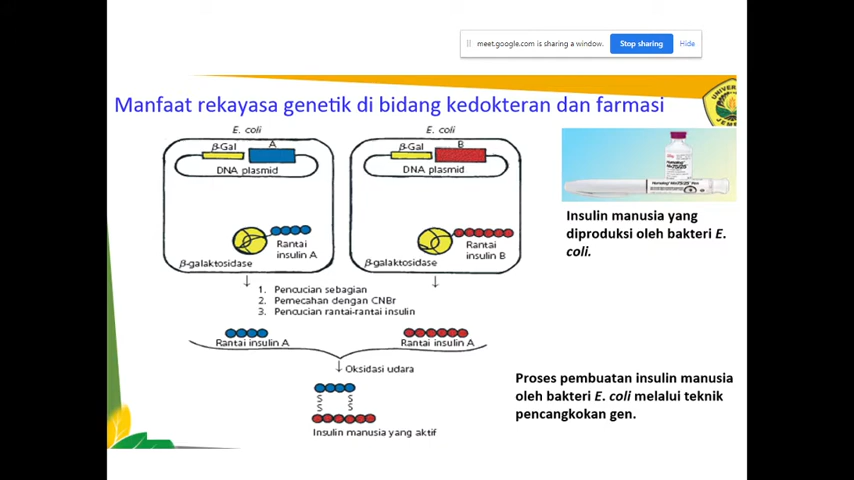 meet.google.com is sharing a window.
Stop sharing
Hide
Manfaat rekayasa genetik di bidang kedokteran dan farmasi
UNIVER
JEMBE
E. coli
E. coli
β-Gal
A
β-Gal
B
DNA plasmid
DNA plasmid
Insulin manusia yang
diproduksi oleh bakteri E.
coli.
Rantai
insulin A
β-galaktosidase
Rantai
insulin B
β-galaktosidase
1. Pencucian sebagian
2. Pemecahan dengan CNBr
3. Pencucian rantai-rantai insulin
Rantai insulin A
Rantai insulin A
Oksidasi udara
S S
S S
Insulin manusia yang aktif
Proses pembuatan insulin manusia
oleh bakteri E. coli melalui teknik
pencangkokan gen.